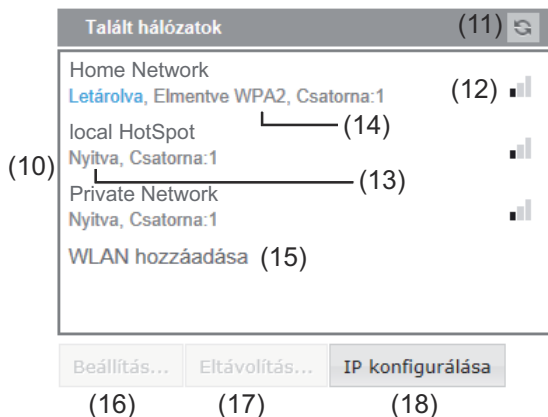 Talált hálózatok (11)
Home Network
Letárolva, Elmentve WPA2, Csatorna:1 (12)
(14)
local HotSpot
Nyitva, Csatorna:1
(10) (13)
Private Network
Nyitva, Csatorna:1
WLAN hozzáadása (15)
Beállítás... Eltávolítás... IP konfigurálása
(16) (17) (18)